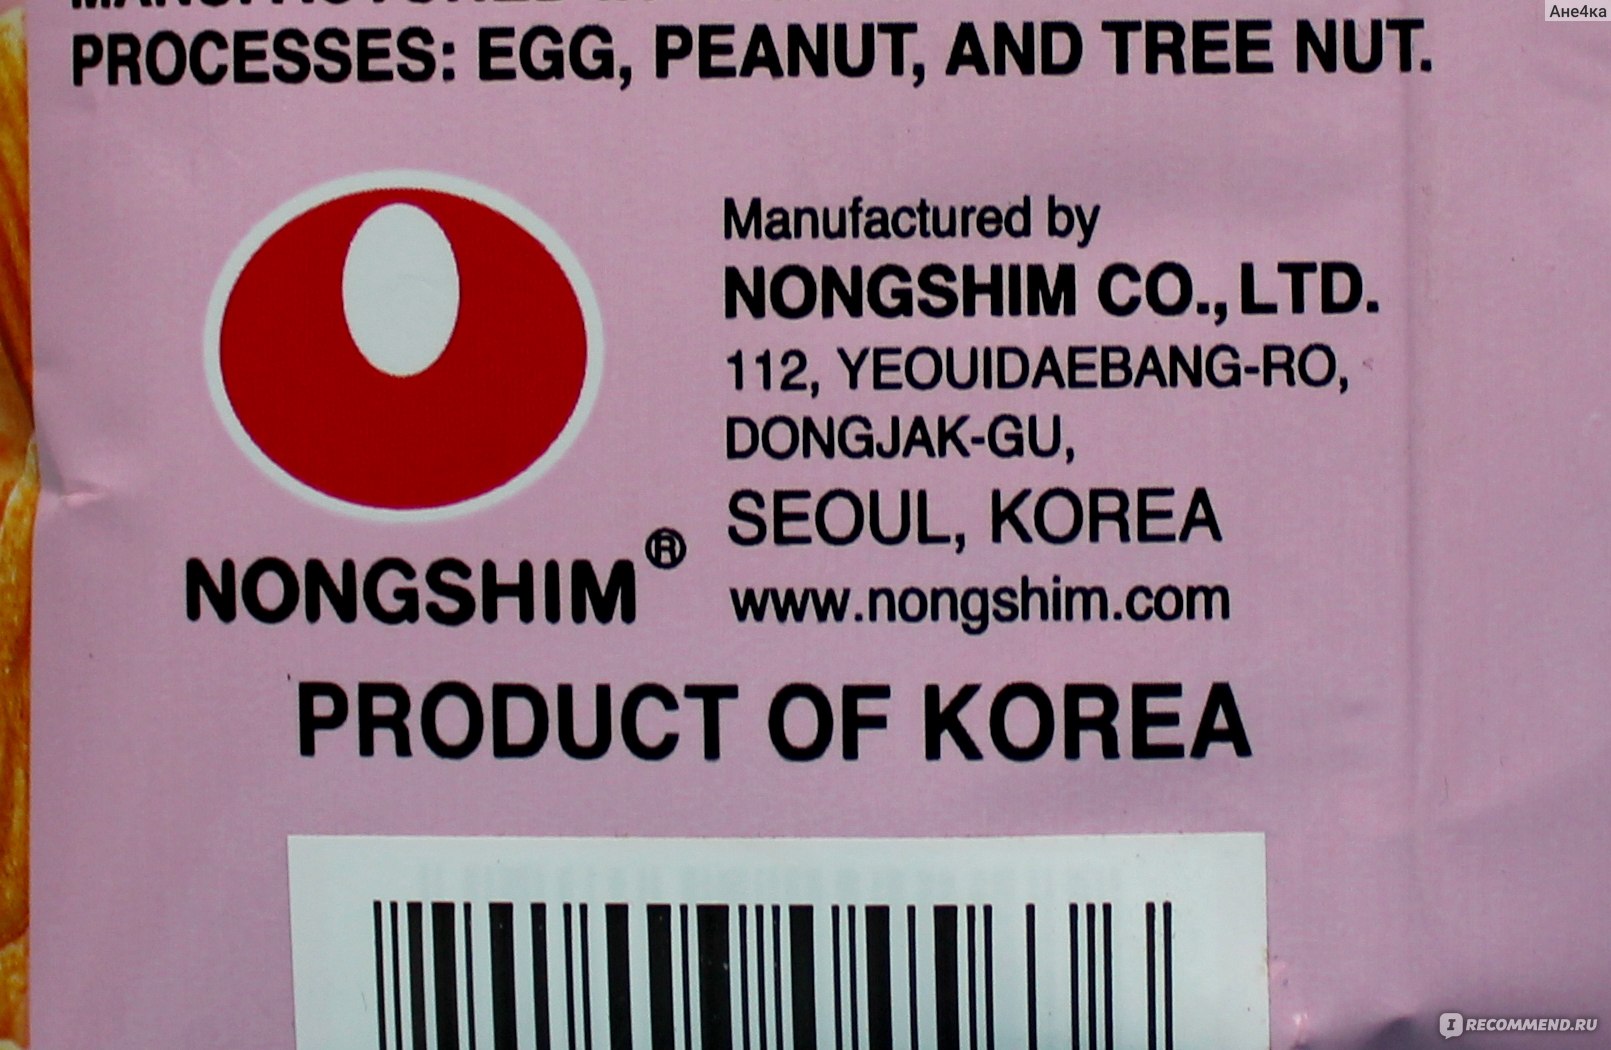 Ане4ка
PROCESSES: EGG, PEANUT, AND TREE NUT.
Manufactured by
NONGSHIM CO., LTD.
112, YEOUIDAEBANG-RO,
DONGJAK-GU,
SEOUL, KOREA
www.nongshim.com
NONGSHIM®
PRODUCT OF KOREA
IRECOMMEND.RU